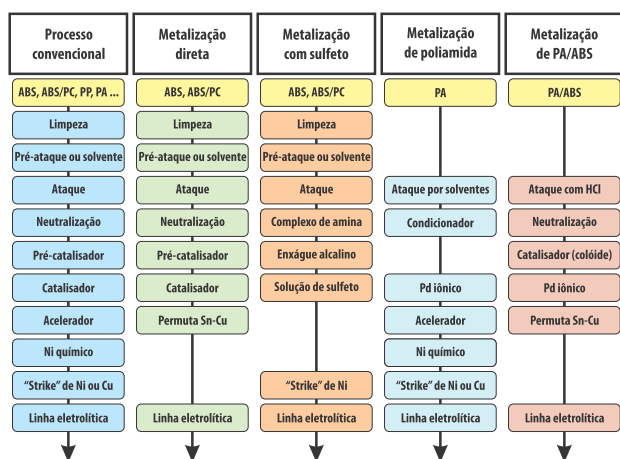 Processo
convencional
ABS, ABS/PC, PP, PA ...
Limpeza
Pré-ataque ou solvente
Ataque
Neutralização
Pré-catalisador
Catalisador
Acelerador
Ni químico
“Strike” de Ni ou Cu
Linha eletrolítica
Metalização
direta
ABS, ABS/PC
Limpeza
Pré-ataque ou solvente
Ataque
Neutralização
Pré-catalisador
Catalisador
Permuta Sn-Cu
Linha eletrolítica
Metalização
com sulfeto
ABS, ABS/PC
Limpeza
Pré-ataque ou solvente
Ataque
Complexo de amina
Enxágue alcalino
Solução de sulfeto
“Strike” de Ni
Linha eletrolítica
Metalização
de poliamida
PA
Ataque por solventes
Condicionador
Pd iônico
Acelerador
Ni químico
“Strike” de Ni ou Cu
Linha eletrolítica
Metalização
de PA/ABS
PA/ABS
Ataque com HCl
Neutralização
Catalisador (colóide)
Pd iônico
Permuta Sn-Cu
Linha eletrolítica